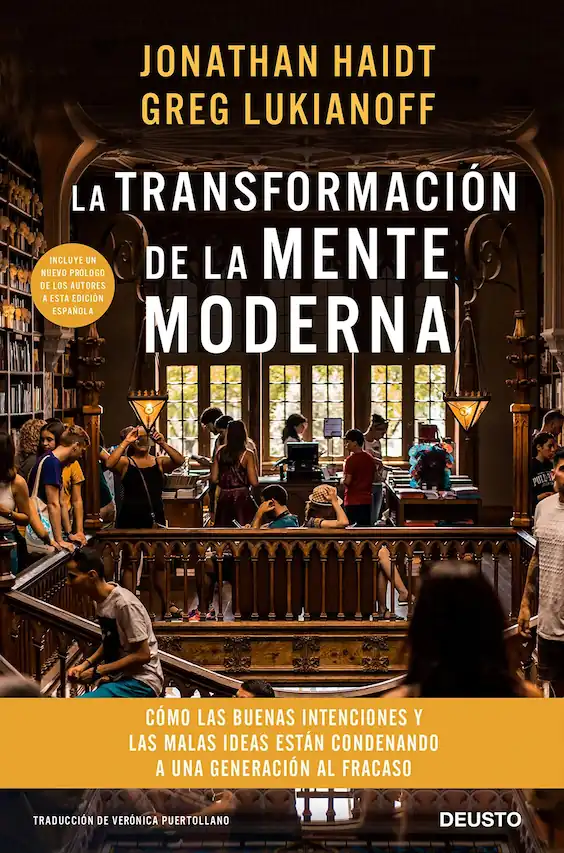 JONATHAN HAIDT
GREG LUKIANOFF
LA TRANSFORMACIÓN
DE LA MENTE
MODERNA
INCLUYE UN
NUEVO PRÓLOGO
DE LOS AUTORES
A ESTA EDICIÓN
ESPAÑOLA
CÓMO LAS BUENAS INTENCIONES Y
LAS MALAS IDEAS ESTÁN CONDENANDO
A UNA GENERACIÓN AL FRACASO
TRADUCCIÓN DE VERÓNICA PUERTOLLANO
DEUSTO